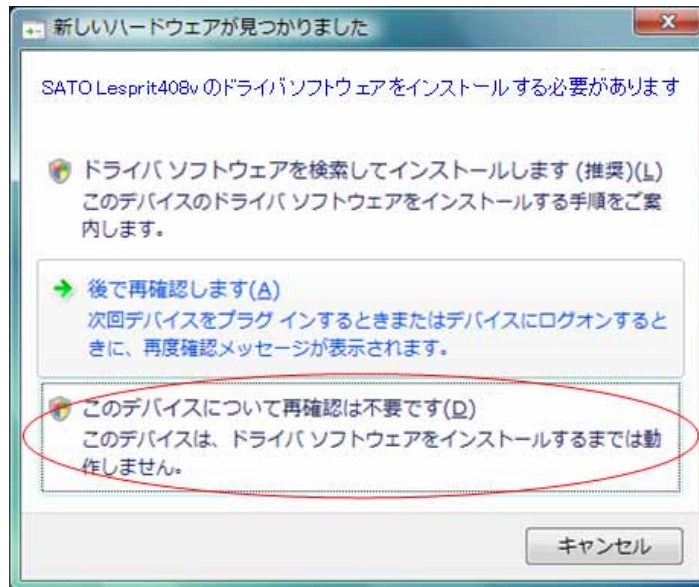 新しいハードウェアが見つかりました
SATO Lesprit408v のドライバソフトウェアをインストール する必要があります
ドライバ ソフトウェアを検索してインストールします (推奨)(L)
このデバイスのドライバ ソフトウェアをインストールする手順をご案
内します。
後で再確認します(A)
次回デバイスをプラグ インするときまたはデバイスにログオンすると
きに、再度確認メッセージが表示されます。
このデバイスについて再確認は不要です(D)
このデバイスは、ドライバ ソフトウェアをインストールするまでは動
作しません。
キャンセル